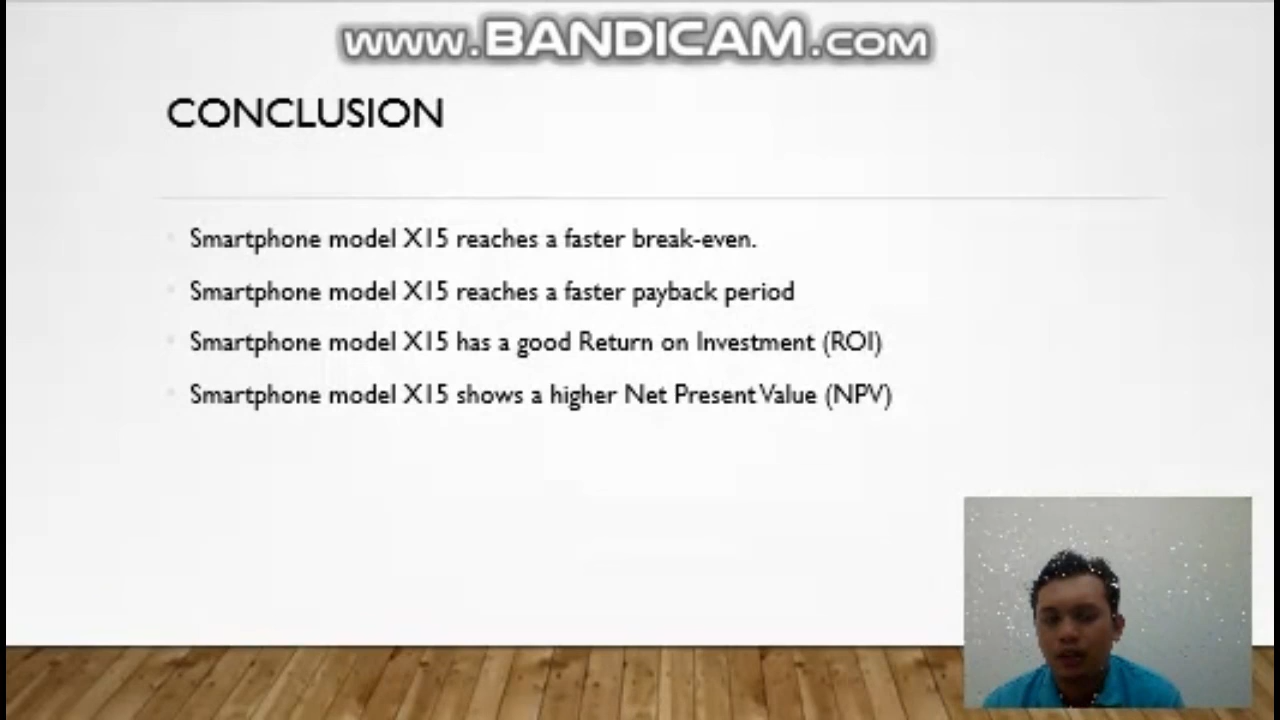 www.BANDICAM.com
CONCLUSION
Smartphone model X15 reaches a faster break-even.
Smartphone model X15 reaches a faster payback period
Smartphone model X15 has a good Return on Investment (ROI)
Smartphone model X15 shows a higher Net Present Value (NPV)